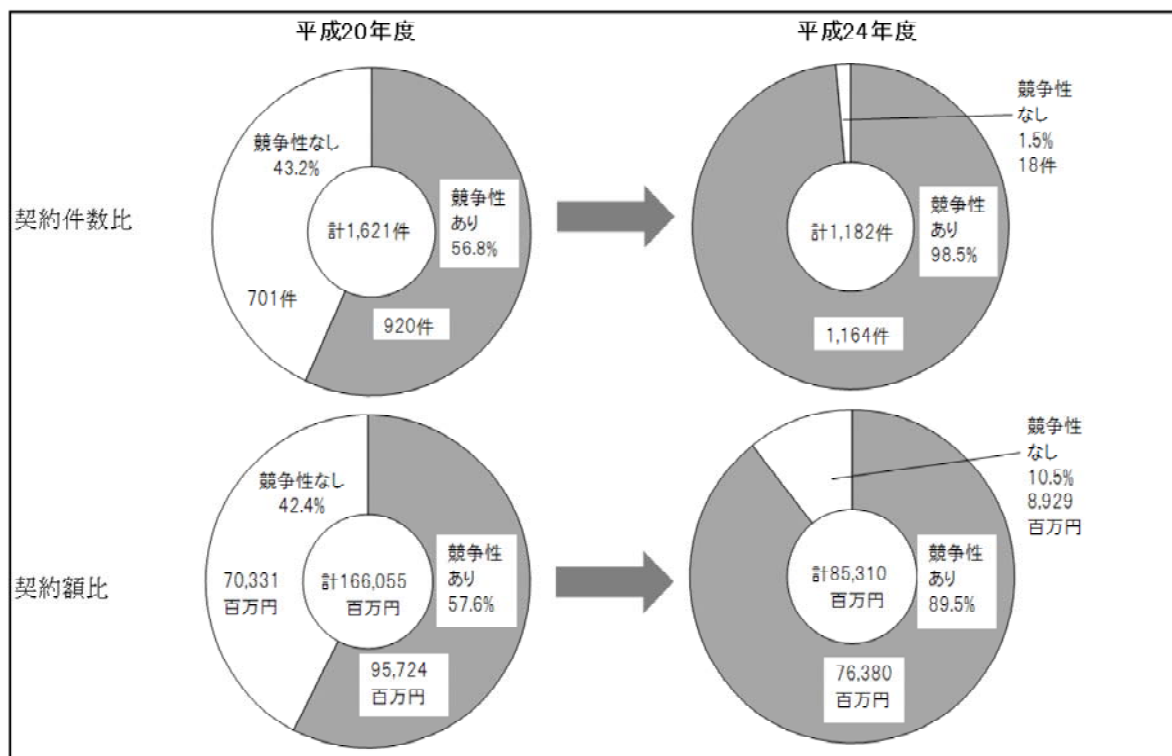 平成20年度
平成24年度
契約件数比
競争性なし
43.2%
701件
計1,621件
競争性
あり
56.8%
920件
競争性
なし
1.5%
18件
計1,182件
競争性
あり
98.5%
1,164件
契約額比
競争性なし
42.4%
70,331
百万円
計166,055
百万円
競争性
あり
57.6%
95,724
百万円
競争性
なし
10.5%
8,929
百万円
計85,310
百万円
競争性
あり
89.5%
76,380
百万円